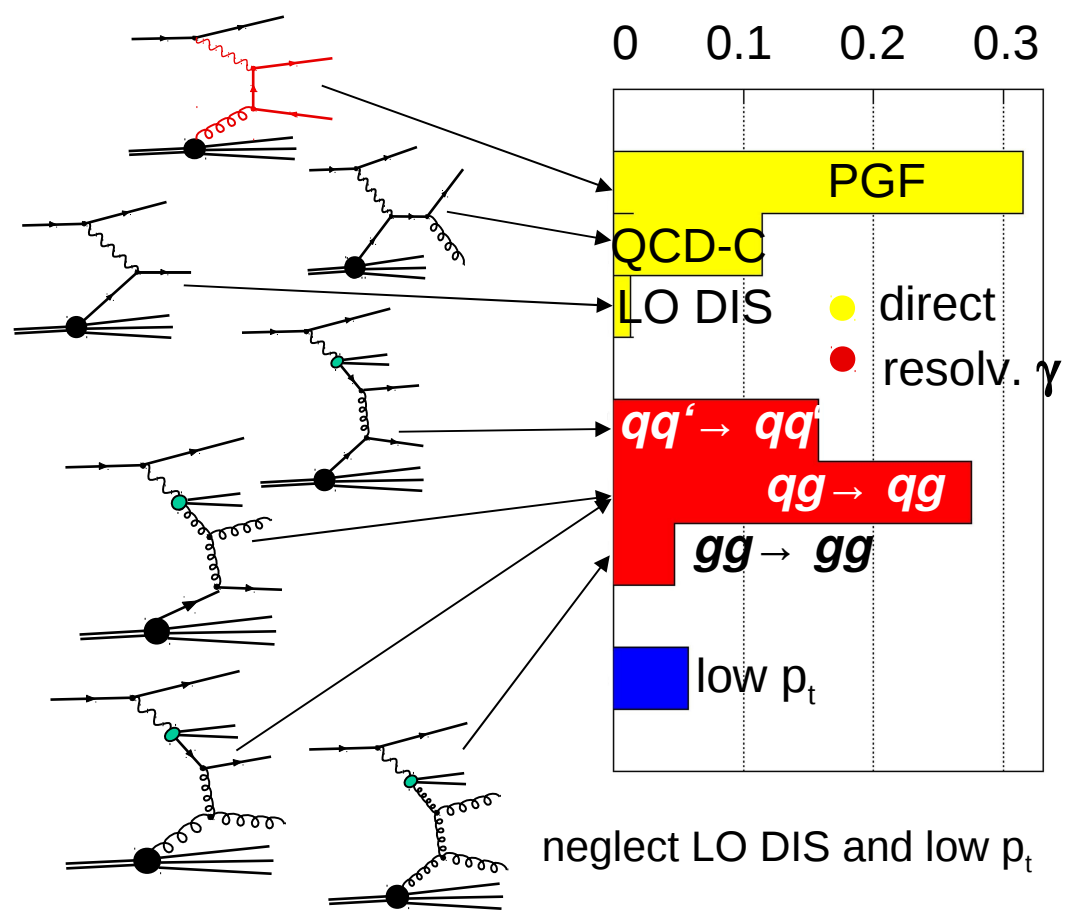 0 0.1 0.2 0.3
PGF
QCD-C
LO DIS
direct
resolv. γ
qq‘→ qq‘
qg→ qg
gg→ gg
low pt
neglect LO DIS and low pt